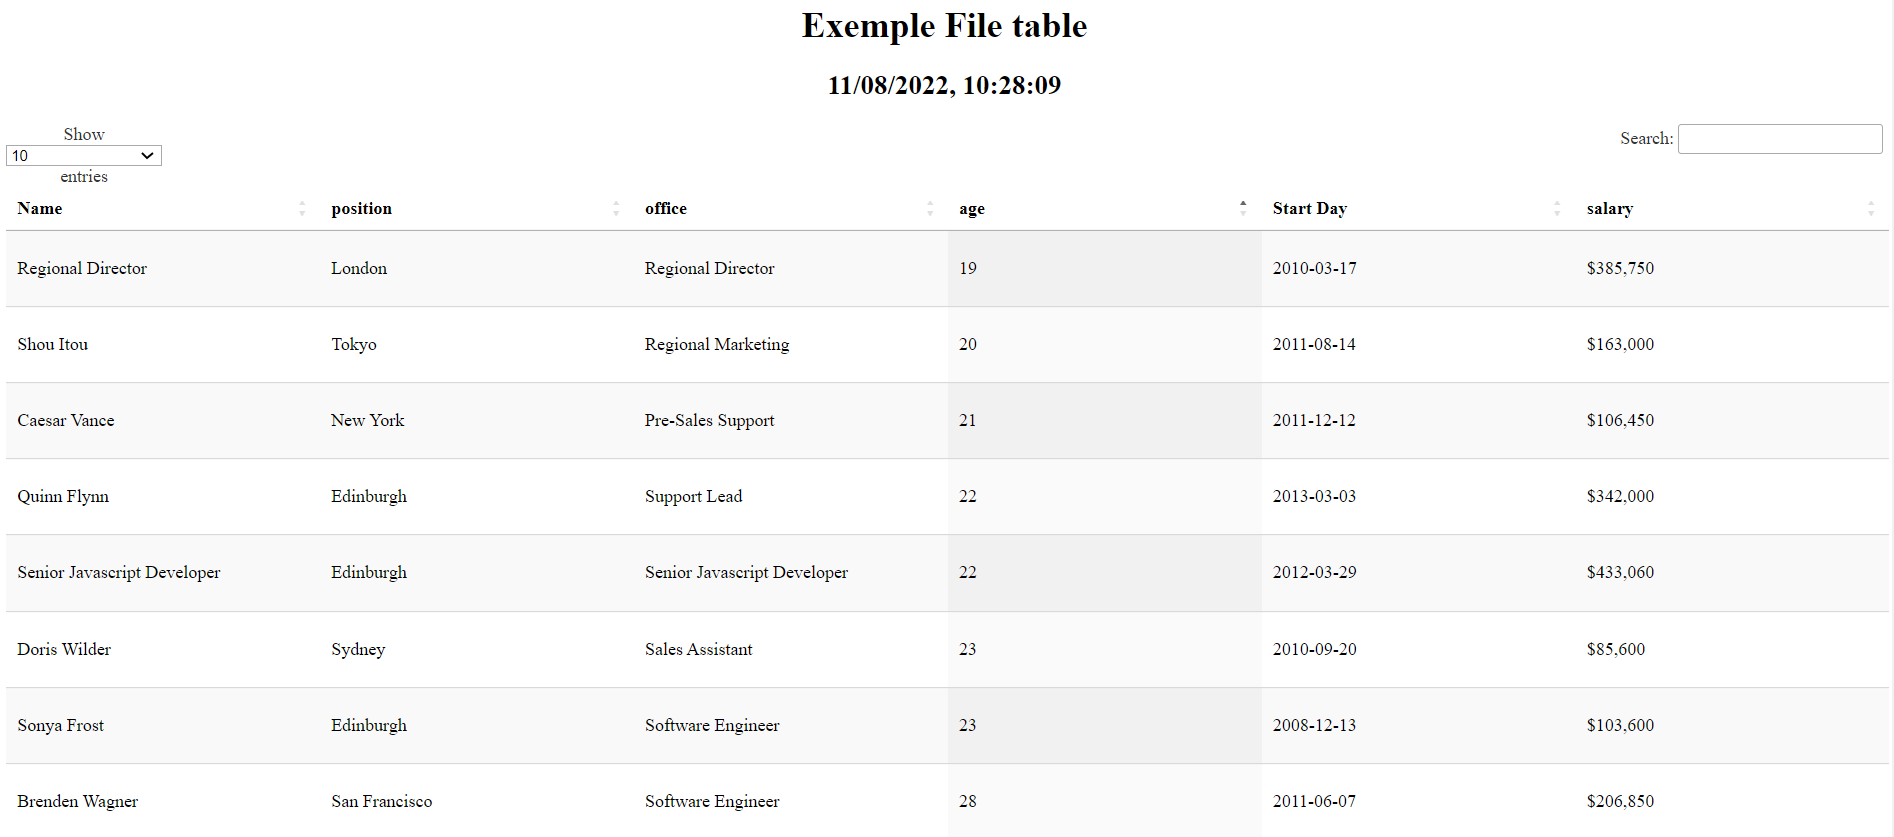 Exemple File table
11/08/2022, 10:28:09
Show
10
entries
Search:
Name position office age Start Day salary
Regional Director London Regional Director 19 2010-03-17 $385,750
Shou Itou Tokyo Regional Marketing 20 2011-08-14 $163,000
Caesar Vance New York Pre-Sales Support 21 2011-12-12 $106,450
Quinn Flynn Edinburgh Support Lead 22 2013-03-03 $342,000
Senior Javascript Developer Edinburgh Senior Javascript Developer 22 2012-03-29 $433,060
Doris Wilder Sydney Sales Assistant 23 2010-09-20 $85,600
Sonya Frost Edinburgh Software Engineer 23 2008-12-13 $103,600
Brenden Wagner San Francisco Software Engineer 28 2011-06-07 $206,850